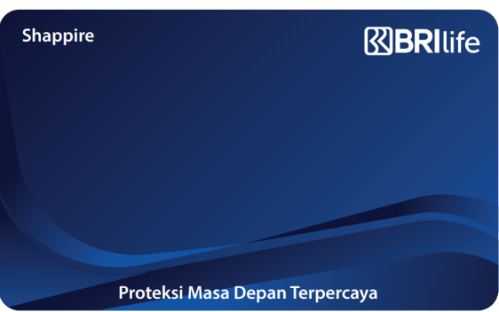 Shappire
BRIlife
Proteksi Masa Depan Terpercaya